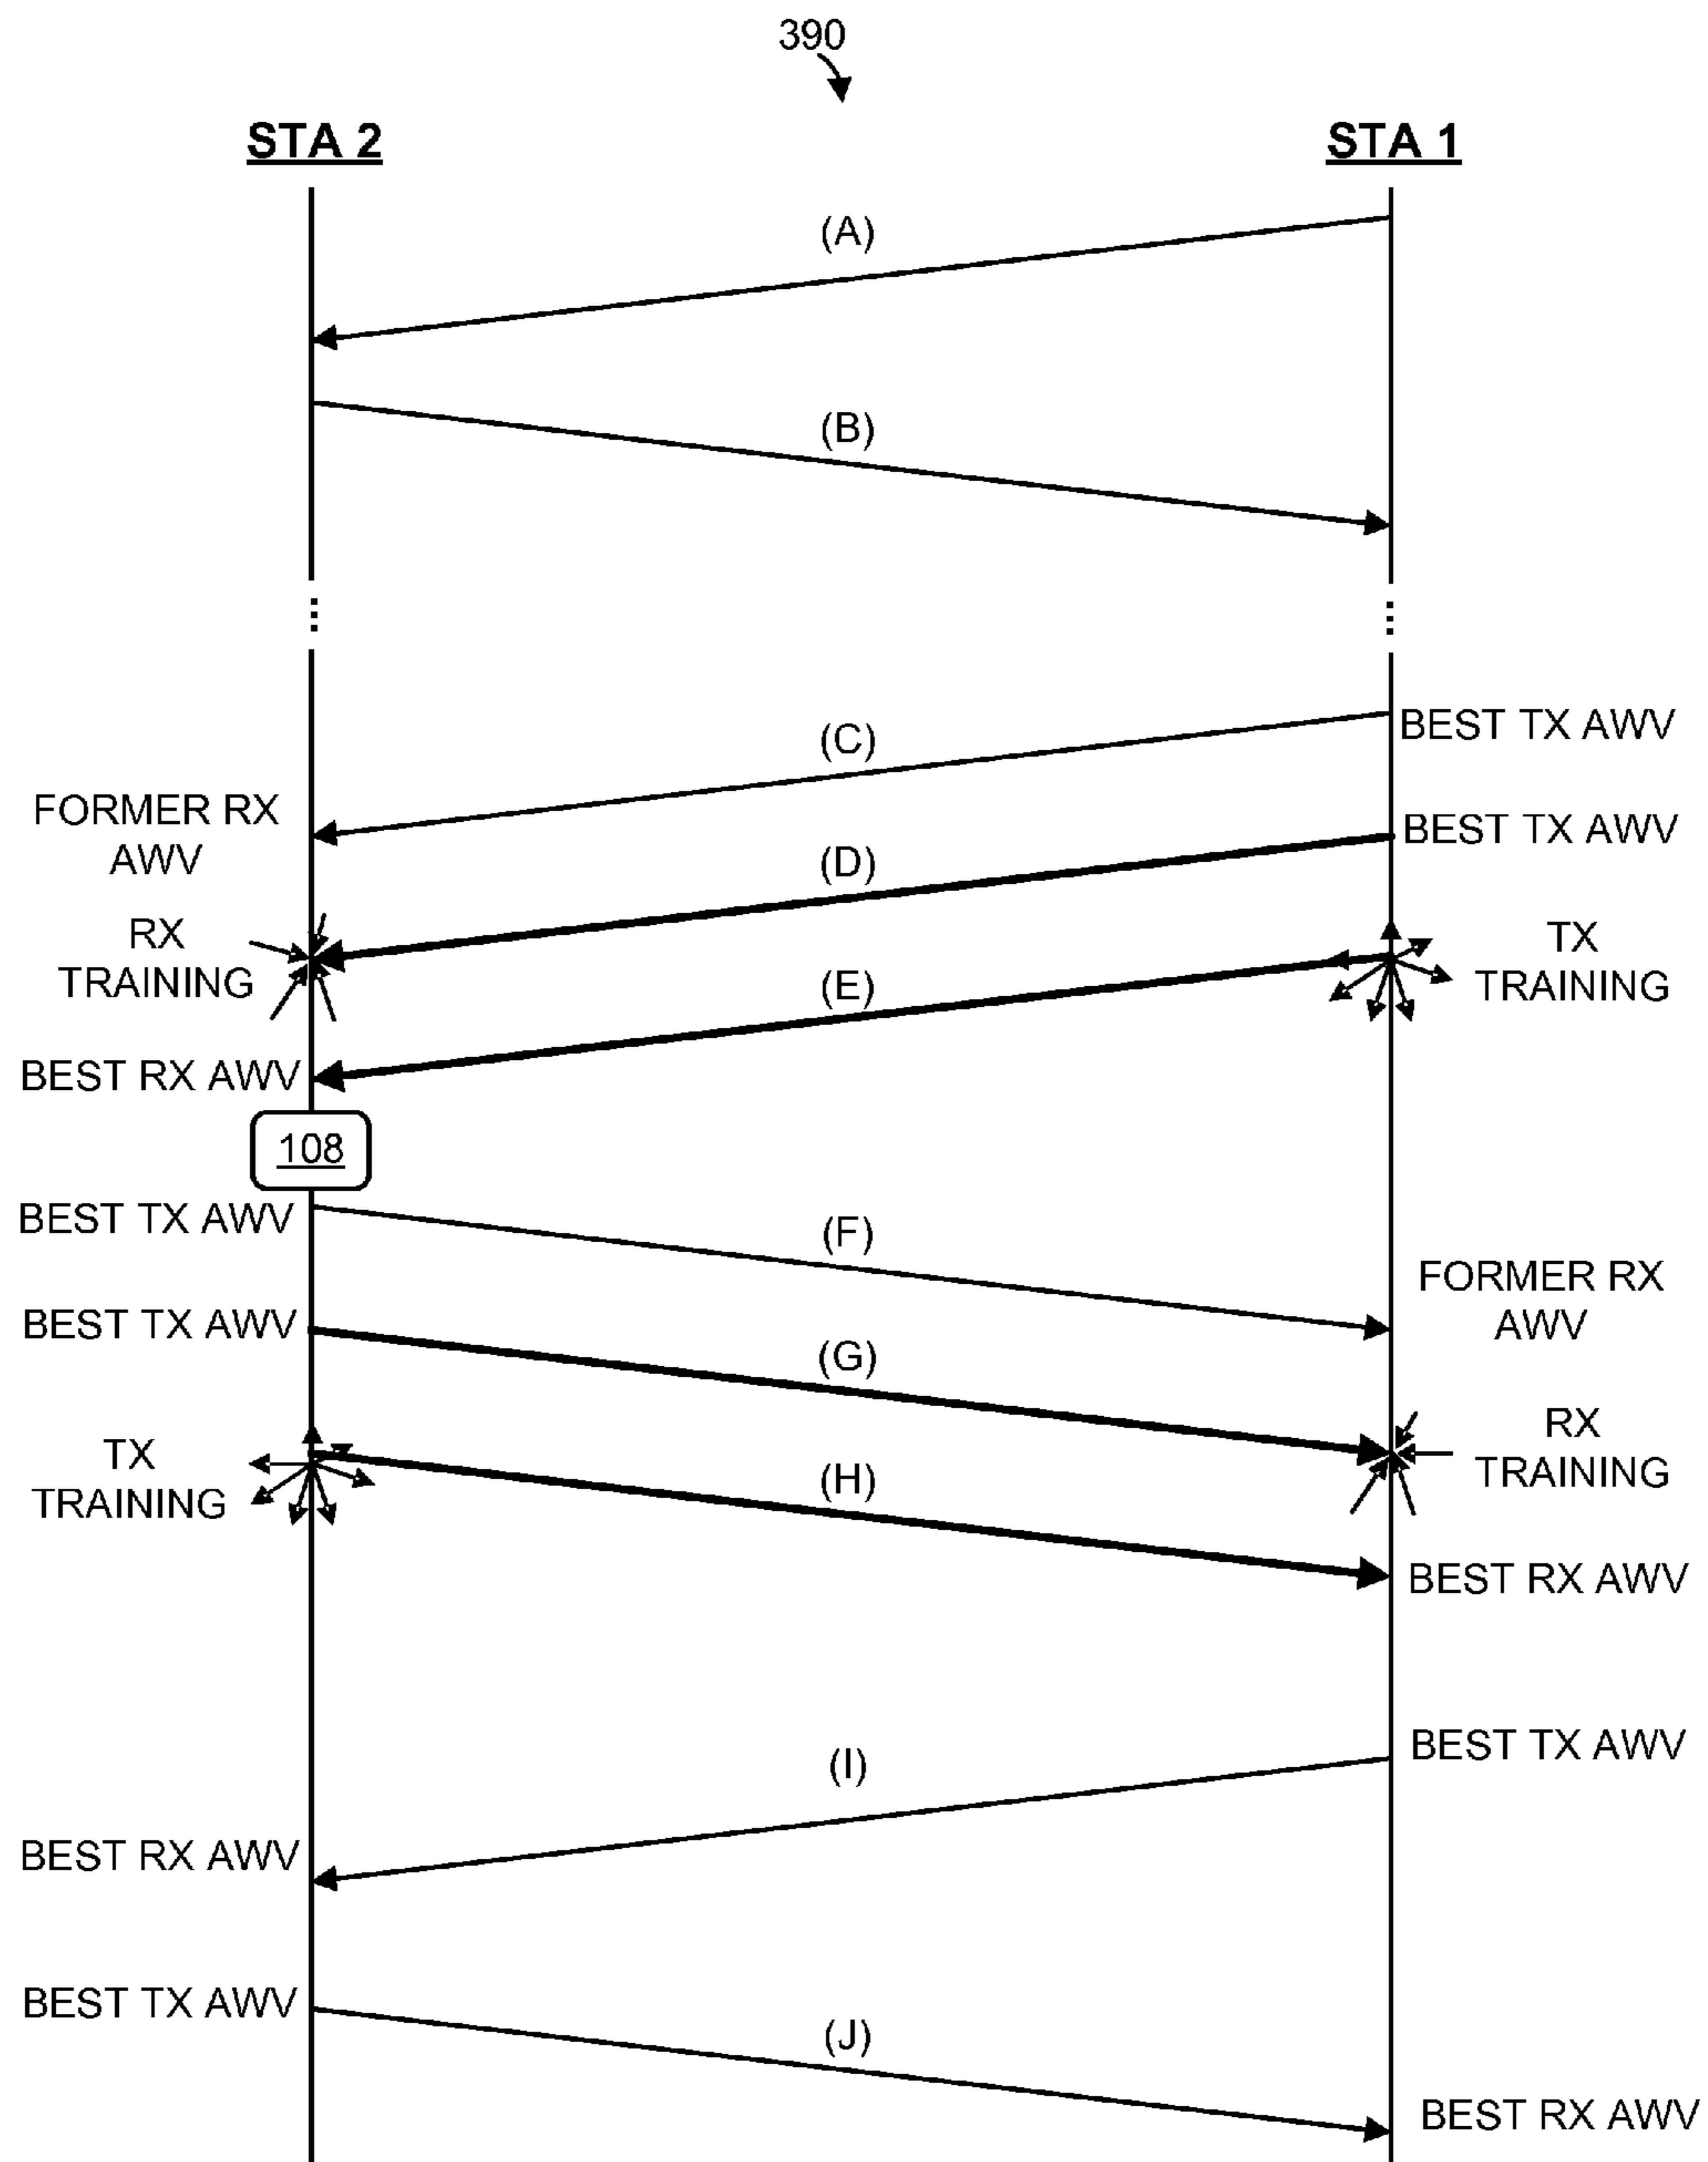 390
STA 2
STA 1
(A)
(B)
(C)
BEST TX AWV
FORMER RX
AWV
BEST TX AWV
(D)
RX
TRAINING
TX
TRAINING
(E)
BEST RX AWV
108
BEST TX AWV
(F)
FORMER RX
AWV
BEST TX AWV
(G)
RX
TRAINING
TX
TRAINING
(H)
BEST RX AWV
BEST TX AWV
(I)
BEST RX AWV
BEST TX AWV
(J)
BEST RX AWV